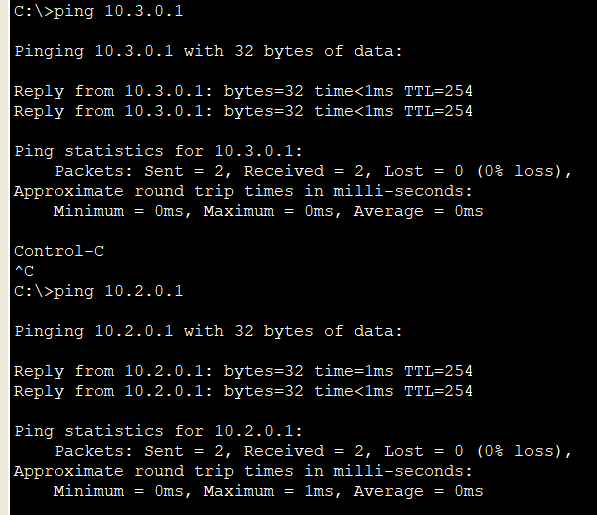 C:\>ping 10.3.0.1
Pinging 10.3.0.1 with 32 bytes of data:
Reply from 10.3.0.1: bytes=32 time<1ms TTL=254
Reply from 10.3.0.1: bytes=32 time<1ms TTL=254
Ping statistics for 10.3.0.1:
    Packets: Sent = 2, Received = 2, Lost = 0 (0% loss),
Approximate round trip times in milli-seconds:
    Minimum = 0ms, Maximum = 0ms, Average = 0ms
Control-C
^C
C:\>ping 10.2.0.1
Pinging 10.2.0.1 with 32 bytes of data:
Reply from 10.2.0.1: bytes=32 time=1ms TTL=254
Reply from 10.2.0.1: bytes=32 time<1ms TTL=254
Ping statistics for 10.2.0.1:
    Packets: Sent = 2, Received = 2, Lost = 0 (0% loss),
Approximate round trip times in milli-seconds:
    Minimum = 0ms, Maximum = 1ms, Average = 0ms